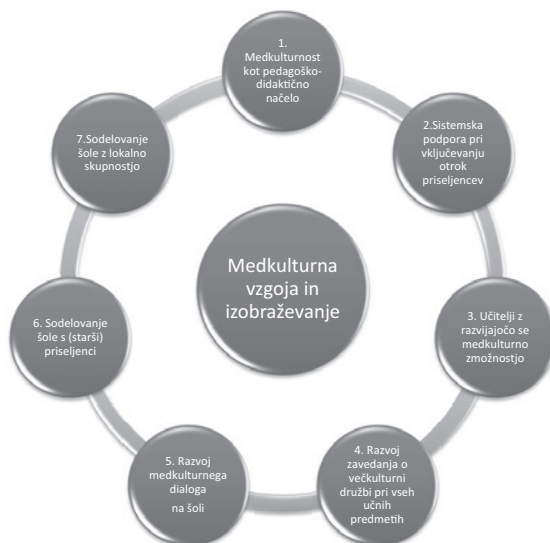 1.
Medkulturnost
kot pedagoško-
didaktično
načelo
2.Sistemska
podpora pri
vključevanju
otrok
priseljencev
3. Učitelji z
razvijajočo se
medkulturno
zmožnostjo
4. Razvoj
zavedanja o
večkulturni
družbi pri vseh
učnih
predmetih
5. Razvoj
medkulturnega
dialoga
na šoli
6. Sodelovanje
šole s (starši)
priseljenci
7.Sodelovanje
šole z lokalno
skupnostjo
Medkulturna
vzgoja in
izobraževanje